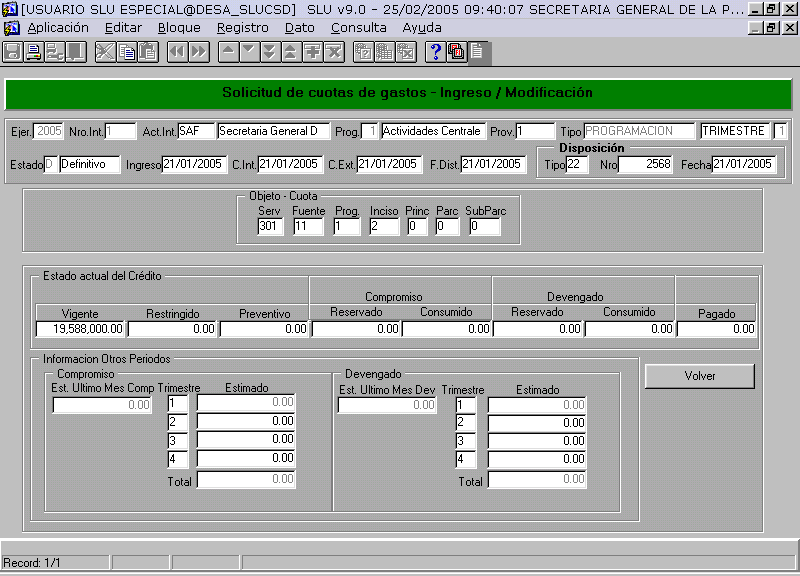 [USUARIO SLU ESPECIAL@DESA_SLUCSD] SLU v9.0 - 25/02/2005 09:40:07 SECRETARIA GENERAL DE LA P...
Aplicación Editar Bloque Registro Dato Consulta Ayuda
Solicitud de cuotas de gastos - Ingreso / Modificación
Ejer. 2005 Nro.Int. 1 Act.Int. SAF Secretaria General D Prog. 1 Actividades Centrale Prov. 1 Tipo PROGRAMACION TRIMESTRE 1
Disposición
Estado D Definitivo Ingreso 21/01/2005 C.Int. 21/01/2005 C.Ext. 21/01/2005 F.Dist. 21/01/2005 Tipo 22 Nro 2568 Fecha 21/01/2005
Objeto - Cuota
Serv Fuente Prog. Inciso Princ Parc SubParc
301 11 1 2 0 0 0
Estado actual del Crédito
Compromiso Devengado
Vigente Restringido Preventivo Reservado Consumido Reservado Consumido Pagado
19,588,000.00 0.00 0.00 0.00 0.00 0.00 0.00 0.00
Informacion Otros Periodos
Compromiso Devengado
Est. Ultimo Mes Comp Trimestre Estimado Est. Ultimo Mes Dev Trimestre Estimado
0.00 1 0.00 0.00 1 0.00
2 0.00 2 0.00
3 0.00 3 0.00
4 0.00 4 0.00
Total 0.00 Total 0.00
Volver
Record: 1/1